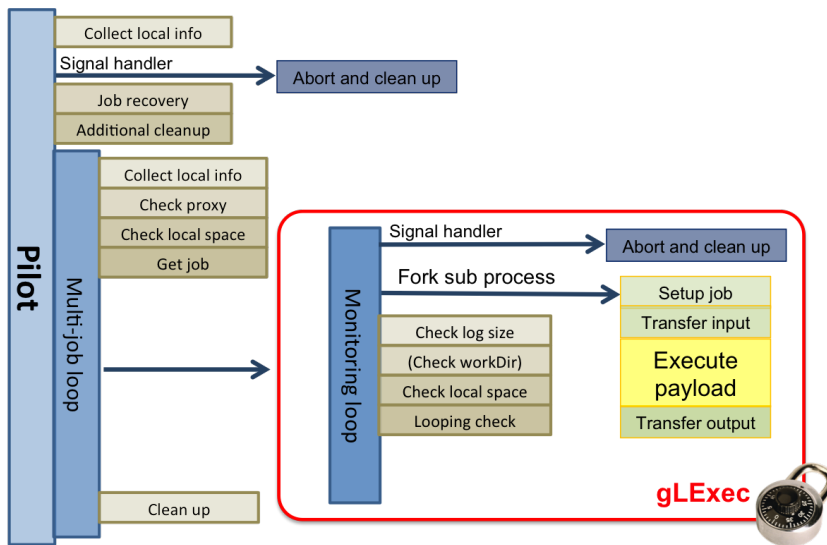 Collect local info
Signal handler
Abort and clean up
Job recovery
Additional cleanup
Pilot
Multi-job loop
Collect local info
Check proxy
Check local space
Get job
Clean up
Monitoring loop
Signal handler
Abort and clean up
Fork sub process
Setup job
Transfer input
Execute
payload
Transfer output
Check log size
(Check workDir)
Check local space
Looping check
gLExec